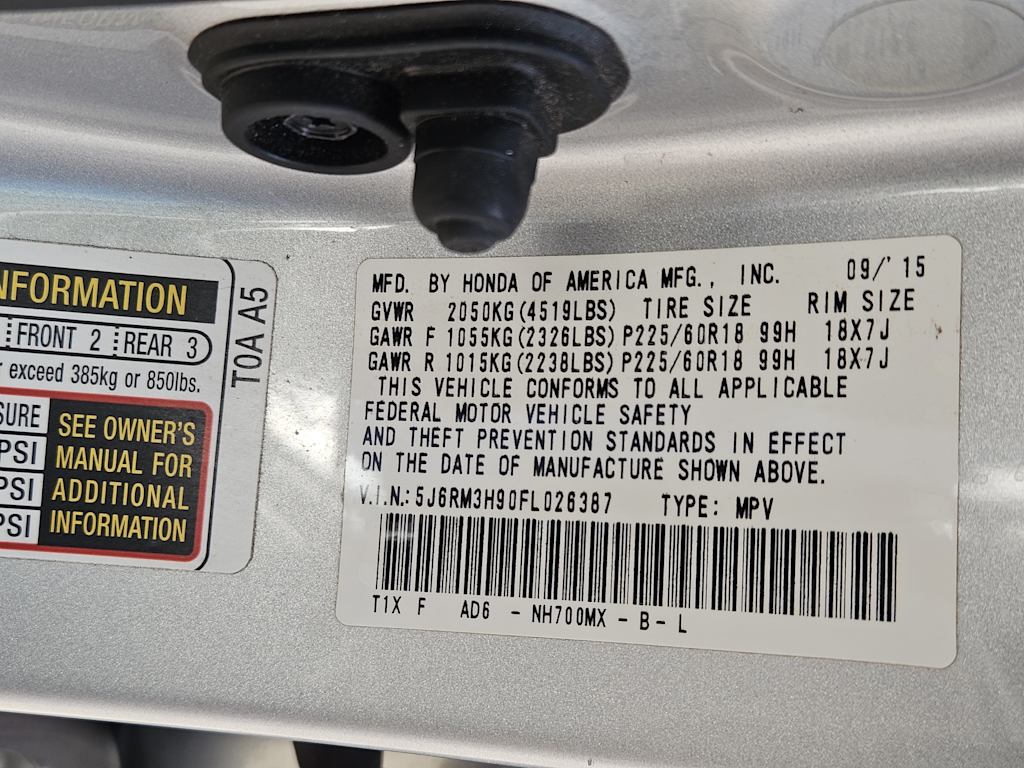 NFORMATION
FRONT 2 REAR 3
exceed 385kg or 850lbs.
SURE
PSI
PSI
PSI
SEE OWNER'S
MANUAL FOR
ADDITIONAL
INFORMATION
T0A A5
MFD. BY HONDA OF AMERICA MFG., INC. 09/'15
GVWR 2050KG(4519LBS) TIRE SIZE RIM SIZE
GAWR F 1055KG(2326LBS) P225/60R18 99H 18X7J
GAWR R 1015KG(2238LBS) P225/60R18 99H 18X7J
THIS VEHICLE CONFORMS TO ALL APPLICABLE
FEDERAL MOTOR VEHICLE SAFETY
AND THEFT PREVENTION STANDARDS IN EFFECT
ON THE DATE OF MANUFACTURE SHOWN ABOVE.
V.I.N.: 5J6RM3H90FL026387 TYPE: MPV
T1X F AD6 - NH700MX - B - L